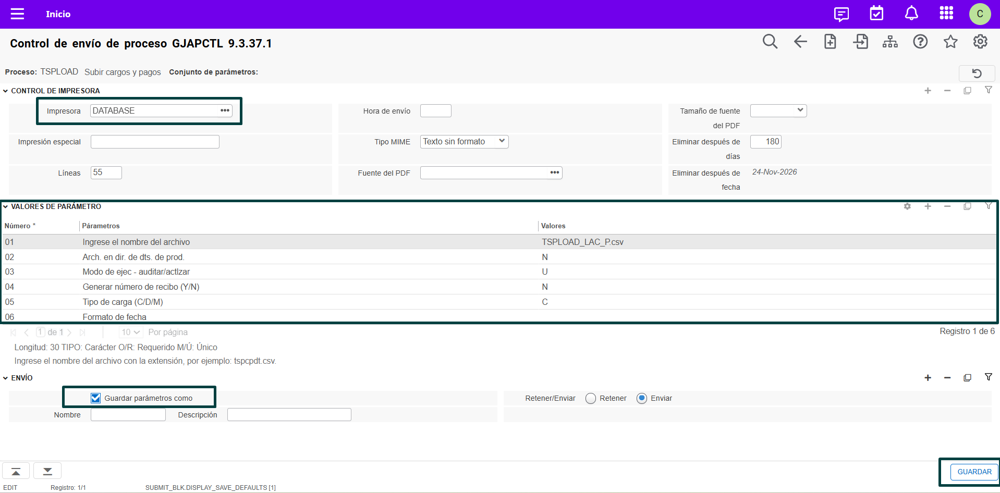 Inicio
C
Control de envío de proceso GJAPCTL 9.3.37.1
Proceso: TSPLOAD Subir cargos y pagos Conjunto de parámetros:
CONTROL DE IMPRESORA
Impresora DATABASE ••• Hora de envío Tamaño de fuente
del PDF
Impresión especial Tipo MIME Texto sin formato Eliminar después de 180
días
Líneas 55 Fuente del PDF ••• Eliminar después de 24-Nov-2026
fecha
VALORES DE PARÁMETRO
Número * Párametros Valores
01 Ingrese el nombre del archivo TSPLOAD_LAC_P.csv
02 Arch. en dir. de dts. de prod. N
03 Modo de ejec - auditar/actlzar U
04 Generar número de recibo (Y/N) N
05 Tipo de carga (C/D/M) C
06 Formato de fecha
1 de 1 10 Por página Registro 1 de 6
Longitud: 30 TIPO: Carácter O/R: Requerido M/Ú: Único
Ingrese el nombre del archivo con la extensión, por ejemplo: tspcpdt.csv.
ENVÍO
Guardar parámetros como Retener/Enviar Retener Enviar
Nombre Descripción
GUARDAR
EDIT Registro: 1/1 SUBMIT_BLK.DISPLAY_SAVE_DEFAULTS [1]